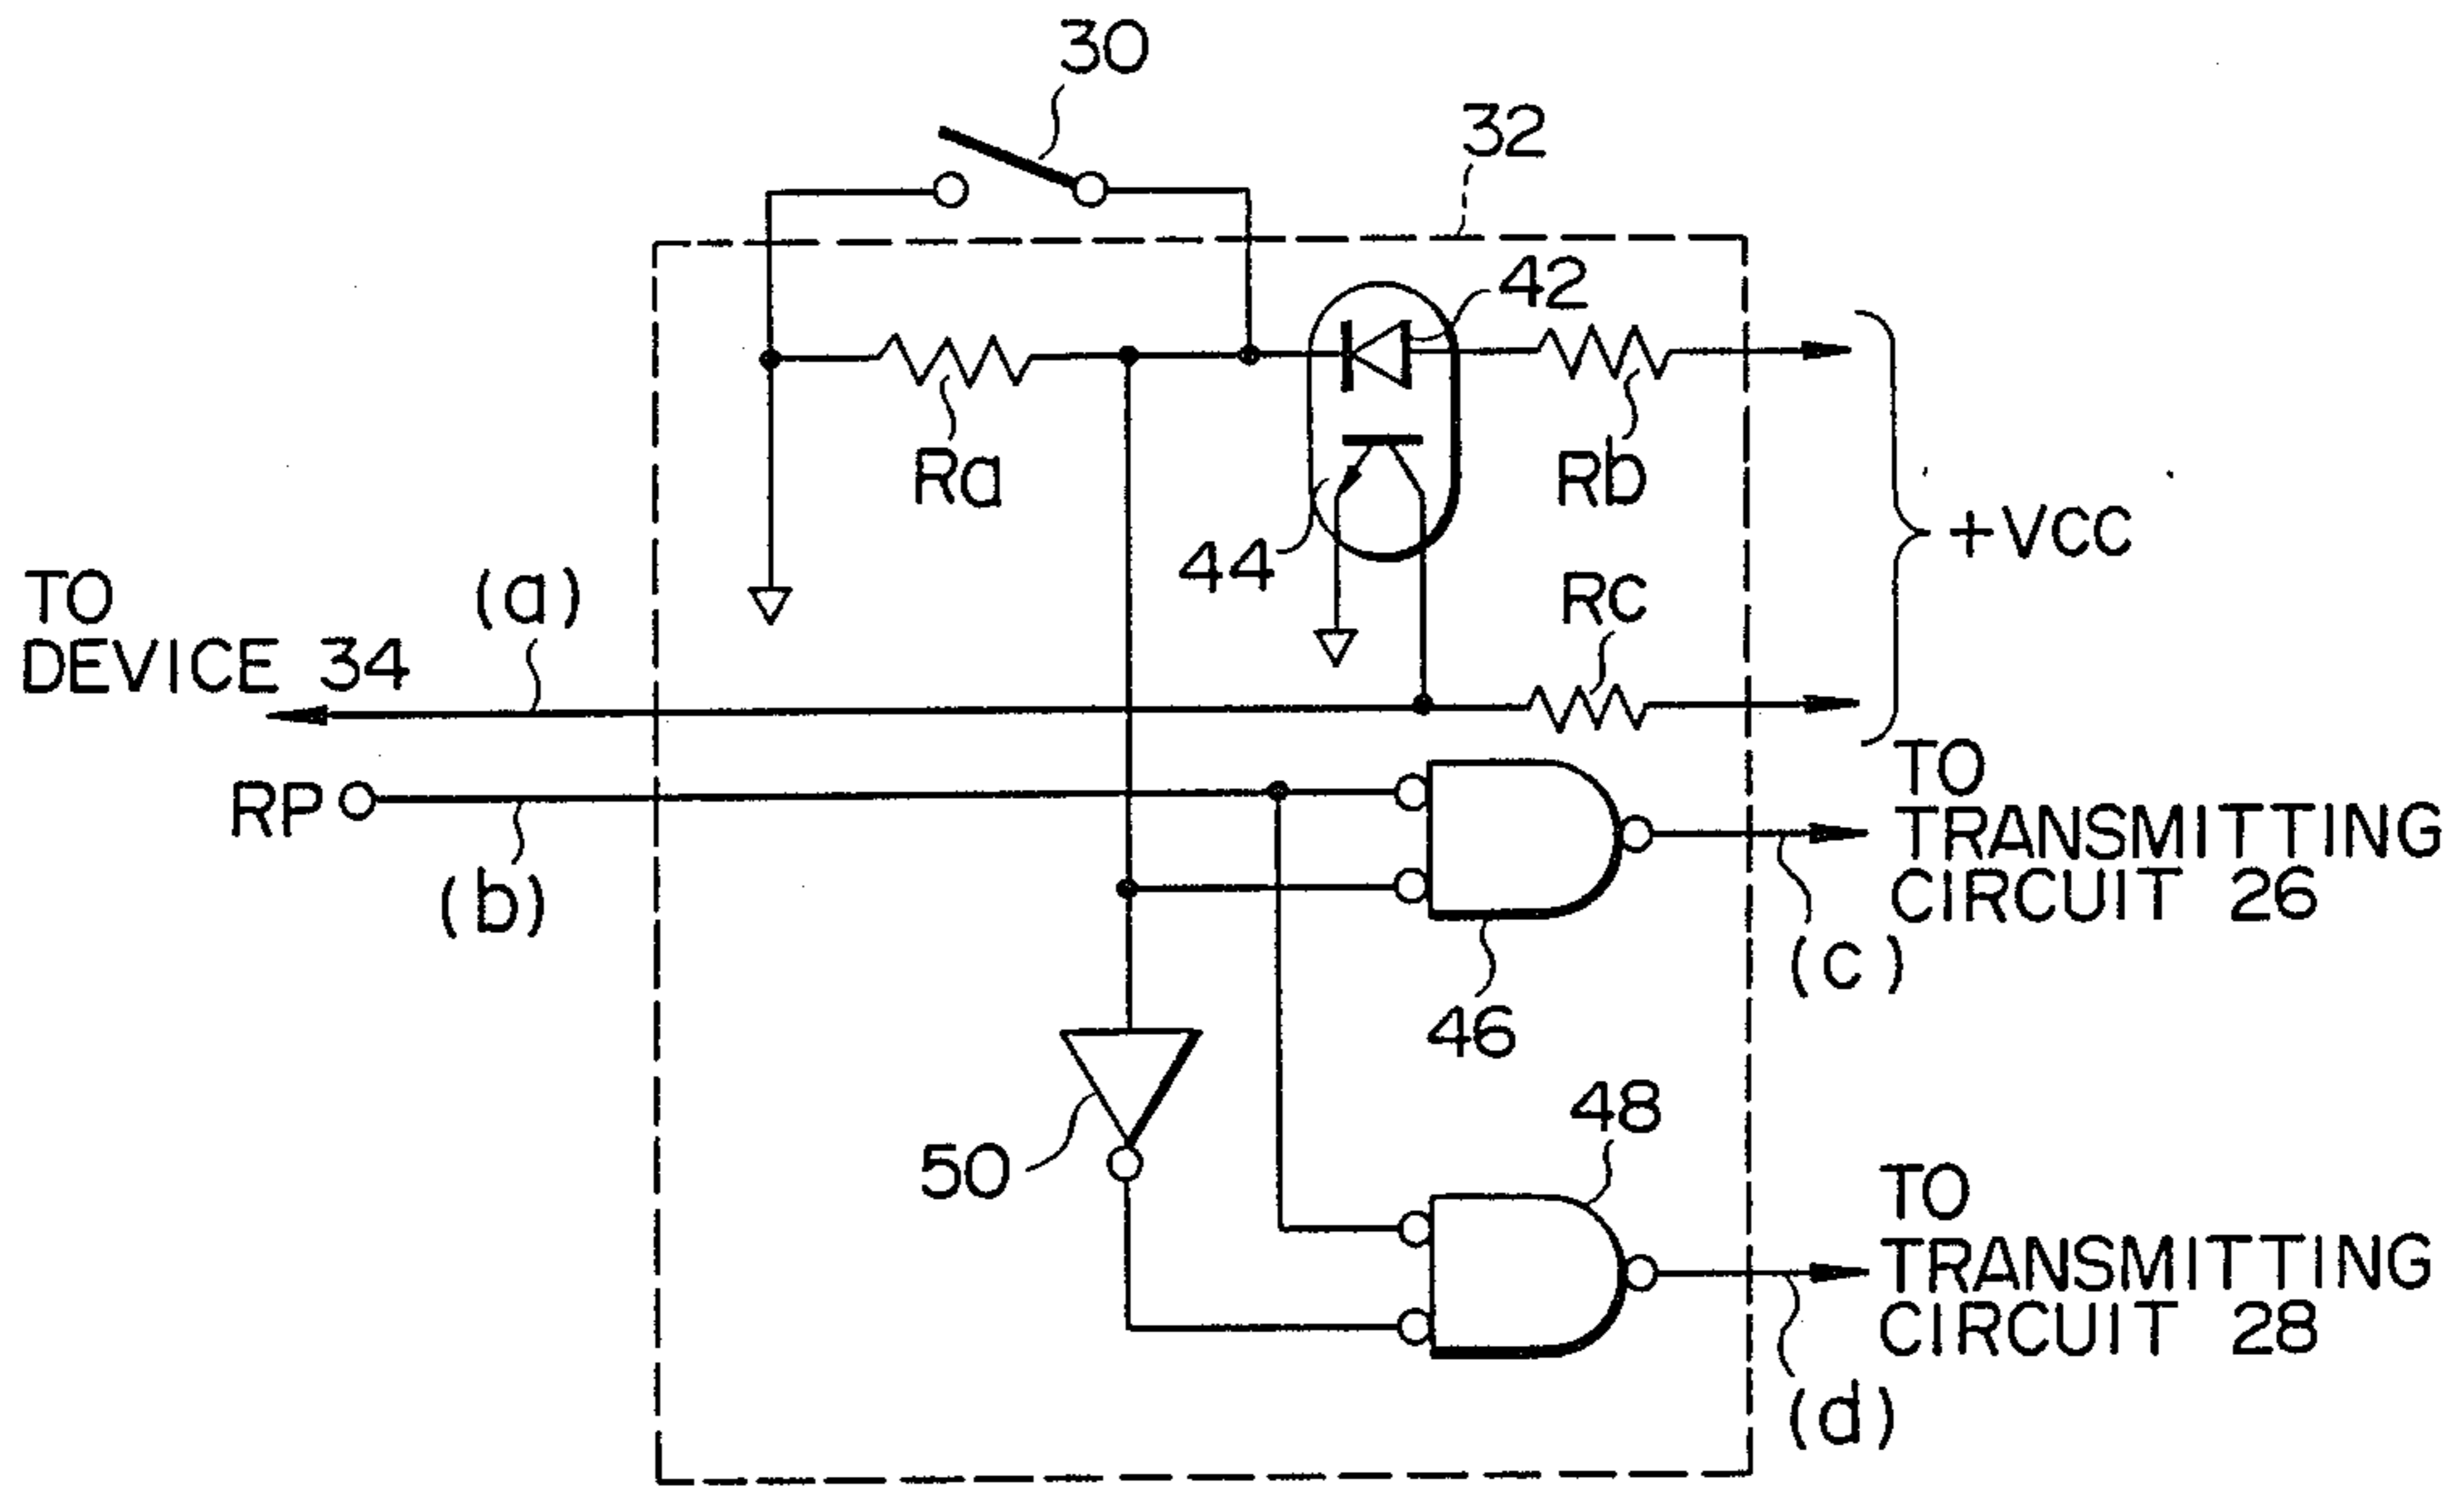 30
32
42
Ra
Rb
44
+VCC
RC
TO
DEVICE 34
(a)
RP
(b)
TO
TRANSMITTING
CIRCUIT 26
(c)
46
50
48
TO
TRANSMITTING
CIRCUIT 28
(d)